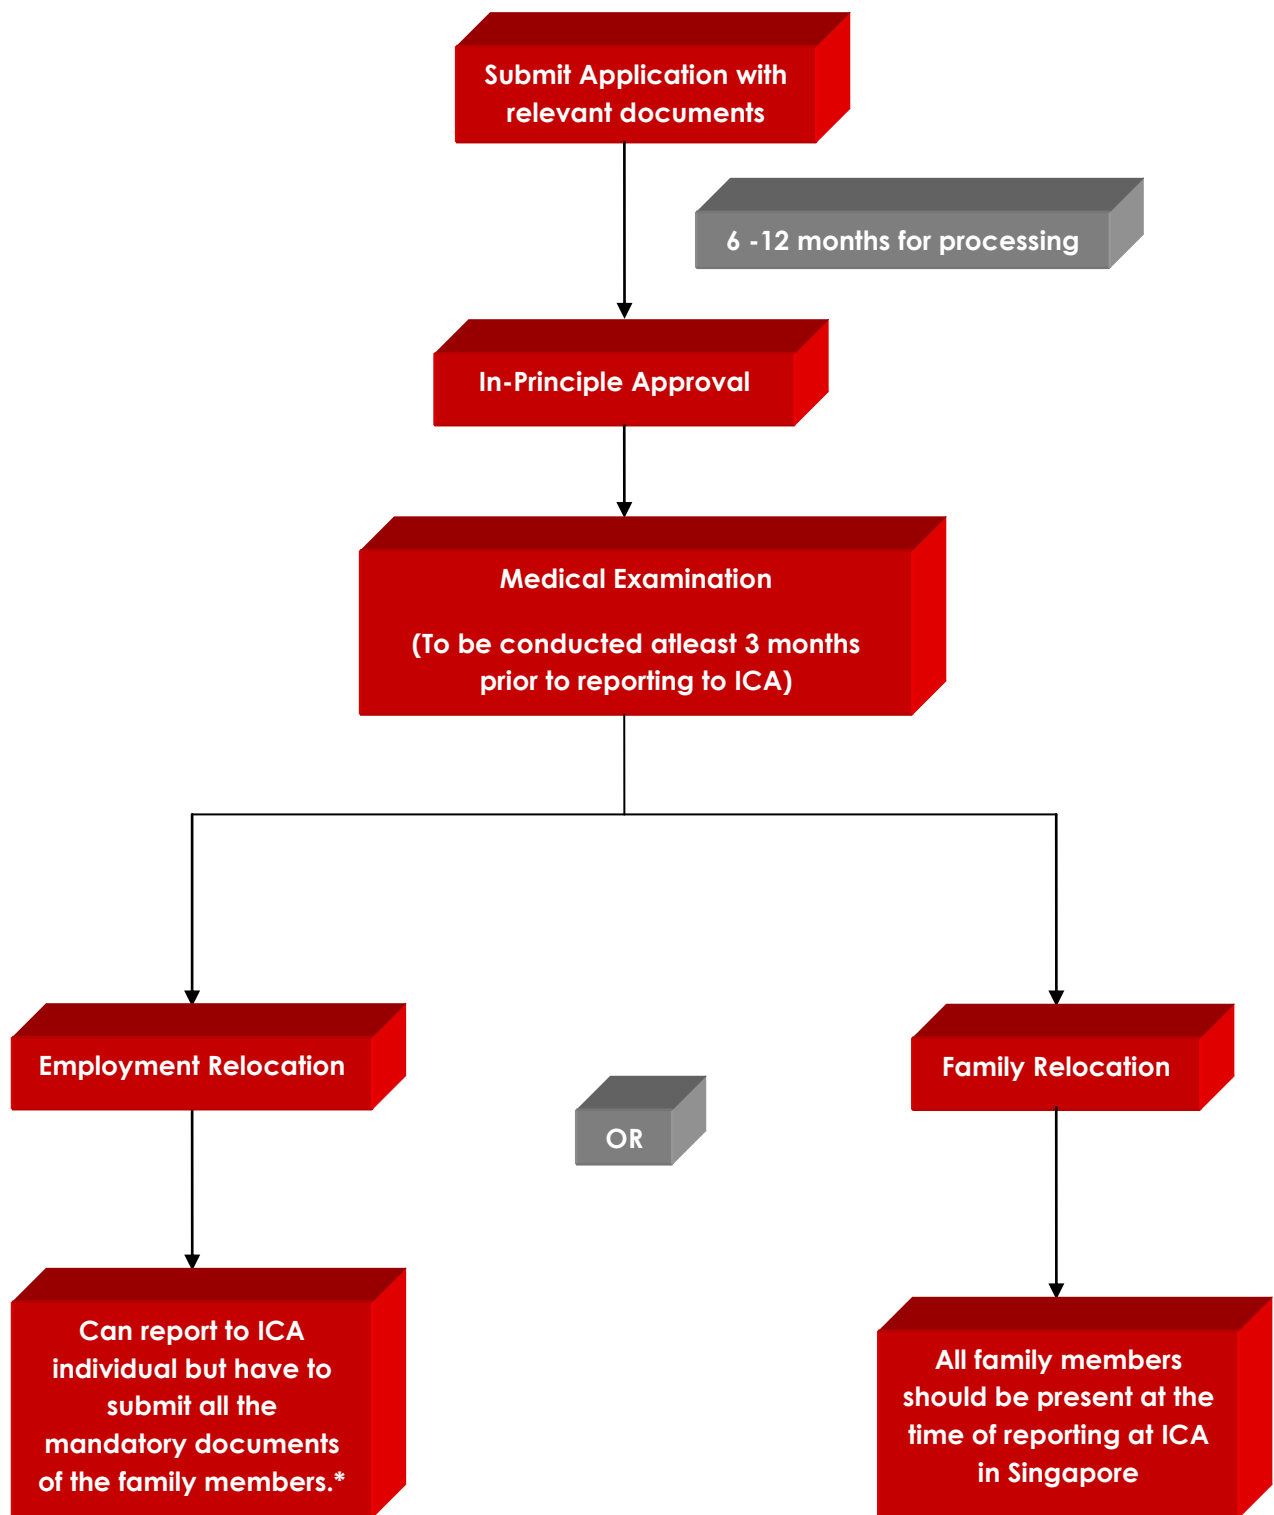 Submit Application with
relevant documents
6 -12 months for processing
In-Principle Approval
Medical Examination
(To be conducted atleast 3 months
prior to reporting to ICA)
Employment Relocation
OR
Family Relocation
Can report to ICA
individual but have to
submit all the
mandatory documents
of the family members.*
All family members
should be present at the
time of reporting at ICA
in Singapore